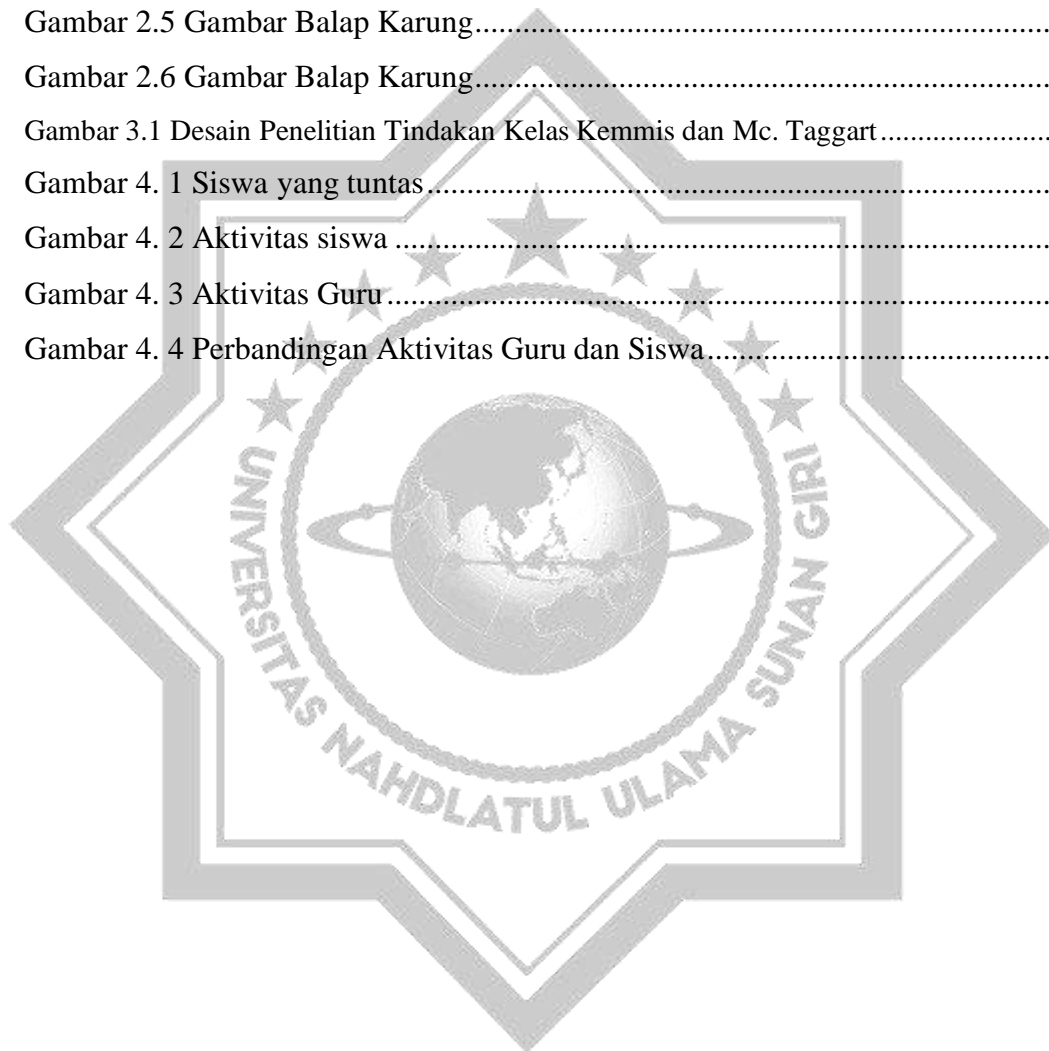 Gambar 2.5 Gambar Balap Karung..........................................................................
Gambar 2.6 Gambar Balap Karung..........................................................................
Gambar 3.1 Desain Penelitian Tindakan Kelas Kemmis dan Mc. Taggart......................
Gambar 4. 1 Siswa yang tuntas................................................................................
Gambar 4. 2 Aktivitas siswa ....................................................................................
Gambar 4. 3 Aktivitas Guru.....................................................................................
Gambar 4. 4 Perbandingan Aktivitas Guru dan Siswa.............................................
UNIVERSITAS NAHDLATUL ULAMA SUNAN GIRI